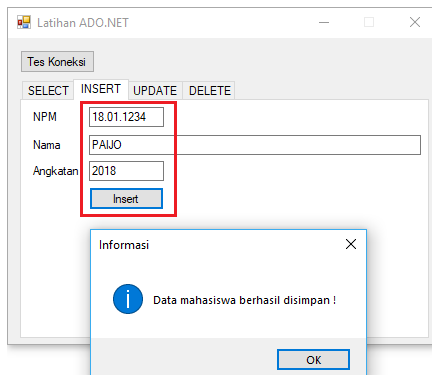 Latihan ADO.NET
Tes Koneksi
SELECT INSERT UPDATE DELETE
NPM 18.01.1234
Nama PAIJO
Angkatan 2018
Insert
Informasi
Data mahasiswa berhasil disimpan !
OK